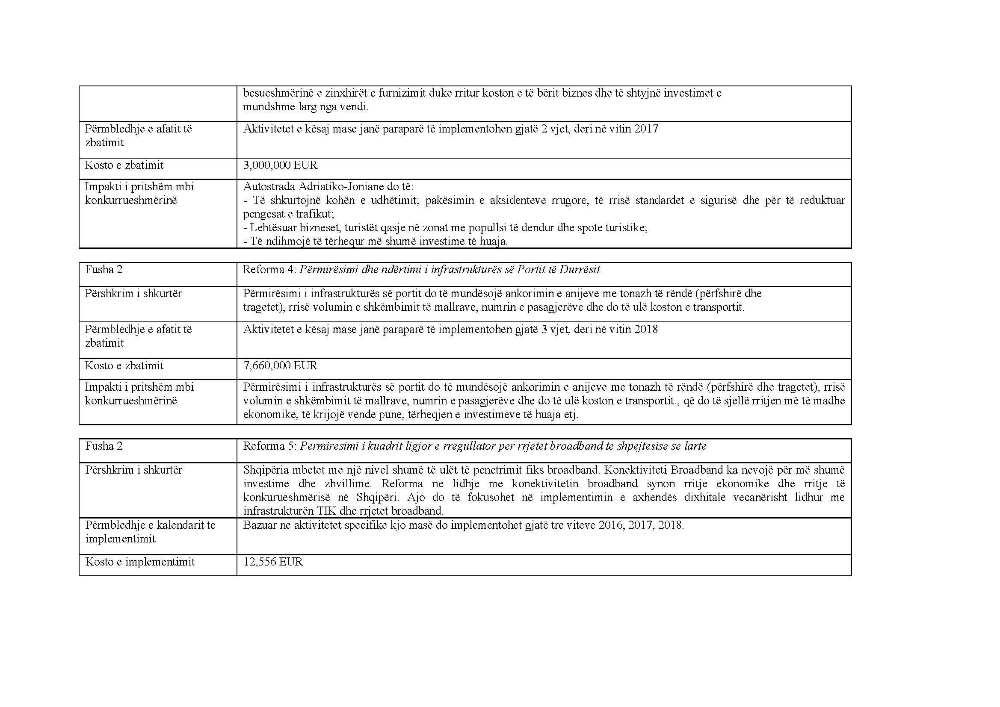 besueshmërinë e zinxhirët e furnizimit duke rritur koston e të bërit biznes dhe të shtyjnë investimet e
mundshme larg nga vendi.
Përmbledhje e afatit të
zbatimit
Aktivitetet e kësaj mase janë paraparë të implementohen gjatë 2 vjet, deri në vitin 2017
Kosto e zbatimit
3,000,000 EUR
Impakti i pritshëm mbi
konkurrueshmërinë
Autostrada Adriatiko-Joniane do të:
- Të shkurtojnë kohën e udhëtimit; pakësimin e aksidenteve rrugore, të rrisë standardet e sigurisë dhe për të reduktuar
pengesat e trafikut;
- Lehtësuar bizneset, turistët qasje në zonat me popullsi të dendur dhe spote turistike;
- Të ndihmojë të tërhequr më shumë investime të huaja.
Fusha 2
Reforma 4: Përmirësimi dhe ndërtimi i infrastrukturës së Portit të Durrësit
Përshkrim i shkurtër
Përmirësimi i infrastrukturës së portit do të mundësojë ankorimin e anijeve me tonazh të rëndë (përfshirë dhe
tragetet), rrisë volumin e shkëmbimit të mallrave, numrin e pasagjerëve dhe do të ulë koston e transportit.
Përmbledhje e afatit të
zbatimit
Aktivitetet e kësaj mase janë paraparë të implementohen gjatë 3 vjet, deri në vitin 2018
Kosto e zbatimit
7,660,000 EUR
Impakti i pritshëm mbi
konkurrueshmërinë
Përmirësimi i infrastrukturës së portit do të mundësojë ankorimin e anijeve me tonazh të rëndë (përfshirë dhe tragetet), rrisë
volumin e shkëmbimit të mallrave, numrin e pasagjerëve dhe do të ulë koston e transportit., që do të sjellë rritjen më të madhe
ekonomike, të krijojë vende pune, tërheqjen e investimeve të huaja etj.
Fusha 2
Reforma 5: Permiresimi i kuadrit ligjor e rregullator per rrjetet broadband te shpejtesise se larte
Përshkrim i shkurtër
Shqipëria mbetet me një nivel shumë të ulët të penetrimit fiks broadband. Konektiviteti Broadband ka nevojë për më shumë
investime dhe zhvillime. Reforma ne lidhje me konektivitetin broadband synon rritje ekonomike dhe rritje të
konkurueshmërisë në Shqipëri. Ajo do të fokusohet në implementimin e axhendës dixhitale vecanërisht lidhur me
infrastrukturën TIK dhe rrjetet broadband.
Përmbledhje e kalendarit te
implementimit
Bazuar ne aktivitetet specifike kjo masë do implementohet gjatë tre viteve 2016, 2017, 2018.
Kosto e implementimit
12,556 EUR